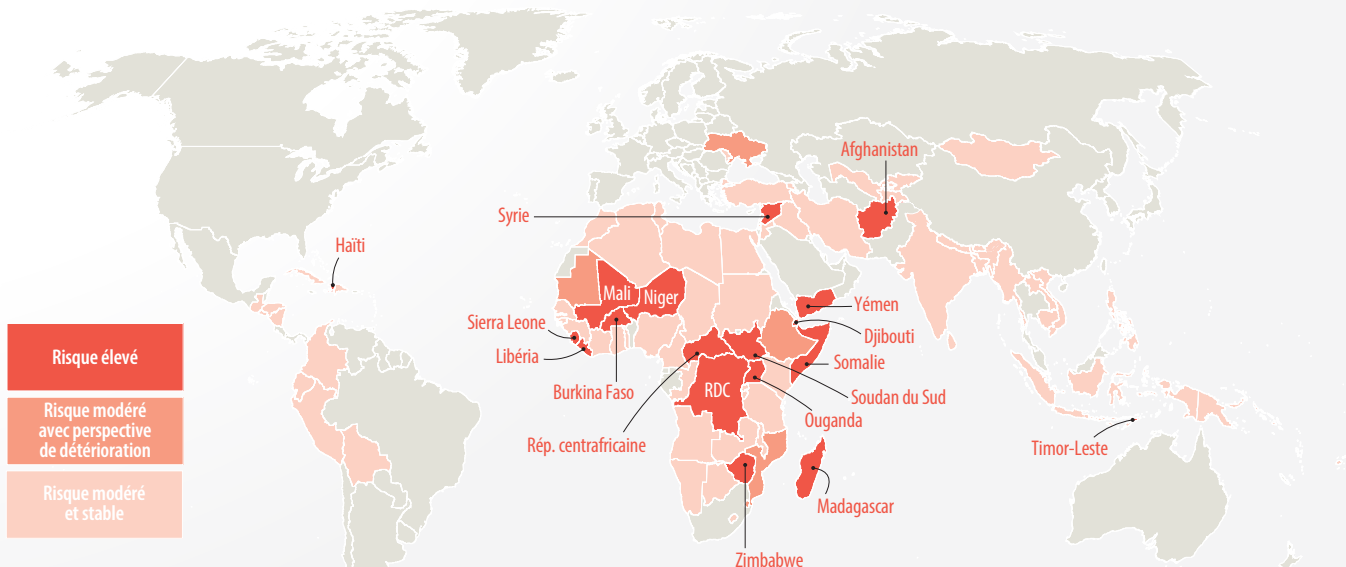 Afghanistan
Syrie
Haïti
Mali
Niger
Yémen
Sierra Leone
Djibouti
Risque élevé
Libéria
Somalie
Burkina Faso
RDC
Soudan du Sud
Risque modéré
avec perspective
de détérioration
Ouganda
Rép. centrafricaine
Timor-Leste
Risque modéré
et stable
Madagascar
Zimbabwe